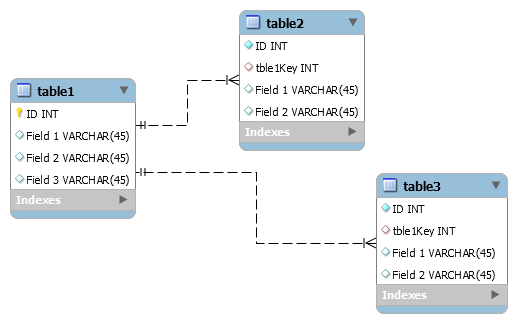 table1
ID INT
Field 1 VARCHAR(45)
Field 2 VARCHAR(45)
Field 3 VARCHAR(45)
Indexes
table2
ID INT
tble1Key INT
Field 1 VARCHAR(45)
Field 2 VARCHAR(45)
Indexes
table3
ID INT
tble1Key INT
Field 1 VARCHAR(45)
Field 2 VARCHAR(45)
Indexes